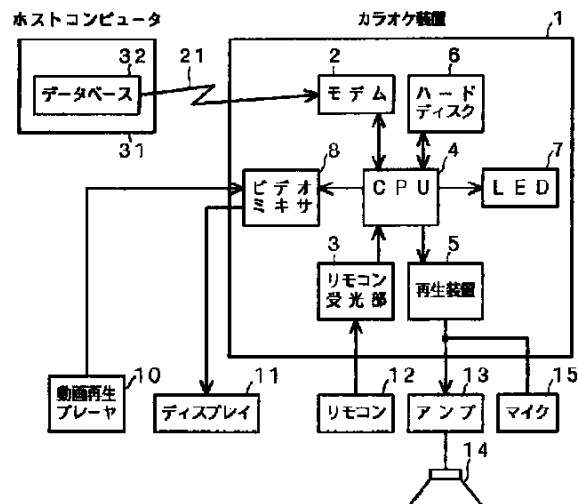 ホストコンピュータ
カラオケ装置
1
32
21
2
6
データベース
モデム
ハード
ディスク
31
8
4
7
ビデオ
ミキサ
CPU
LED
3
5
リモコン
受光部
再生装置
10
11
12
13
15
動画再生
プレーヤ
ディスプレイ
リモコン
アンプ
マイク
14